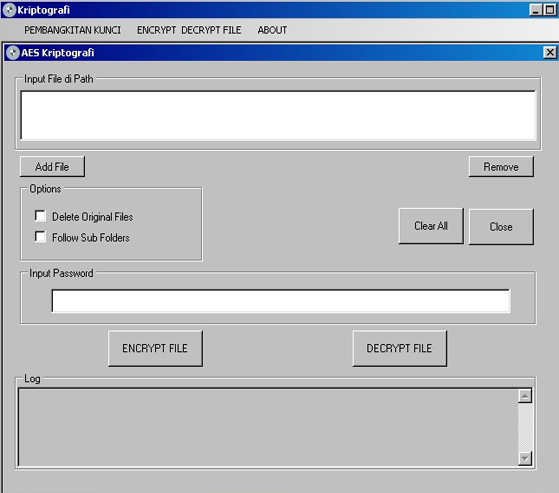 Kriptografi
PEMBANGKITAN KUNCI ENCRYPT DECRYPT FILE ABOUT
AES Kriptografi
Input File di Path
Add File Remove
Options
Delete Original Files
Follow Sub Folders
Clear All Close
Input Password
ENCRYPT FILE DECRYPT FILE
Log